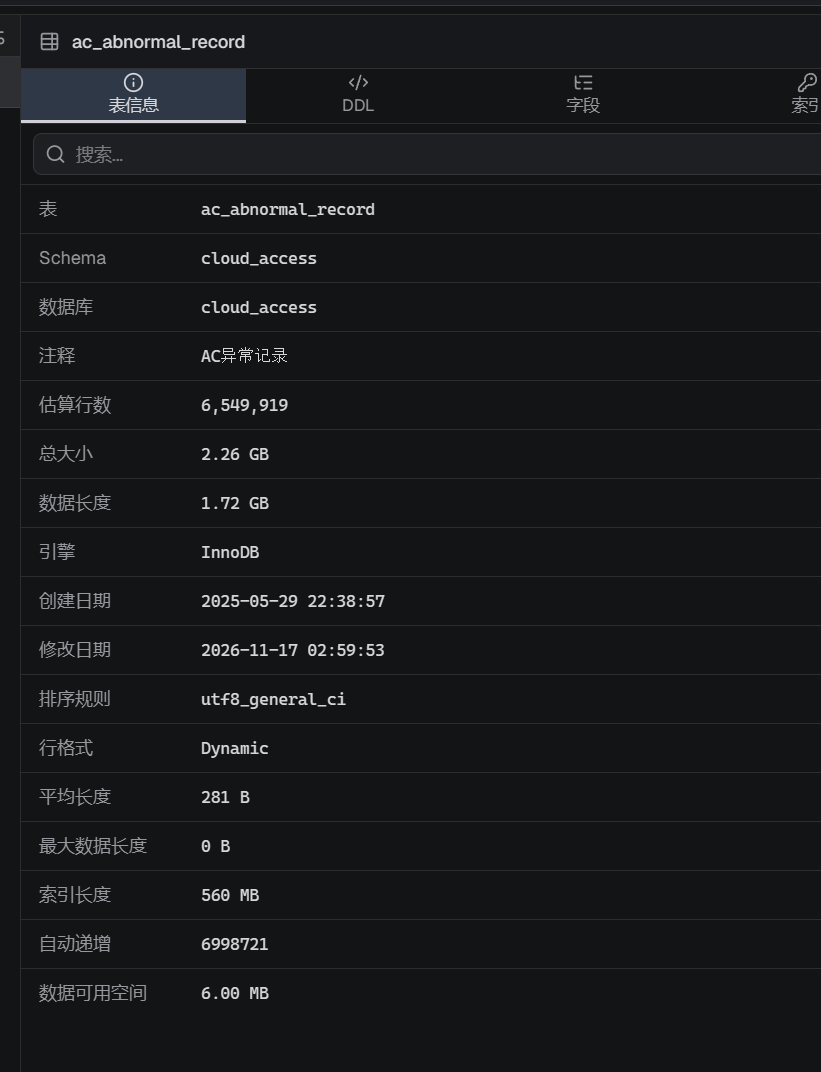 ac_abnormal_record
表信息
DDL
字段
索引
搜索...
表 ac_abnormal_record
Schema cloud_access
数据库 cloud_access
注释 AC异常记录
估算行数 6,549,919
总大小 2.26 GB
数据长度 1.72 GB
引擎 InnoDB
创建日期 2025-05-29 22:38:57
修改日期 2026-11-17 02:59:53
排序规则 utf8_general_ci
行格式 Dynamic
平均长度 281 B
最大数据长度 0 B
索引长度 560 MB
自动递增 6998721
数据可用空间 6.00 MB